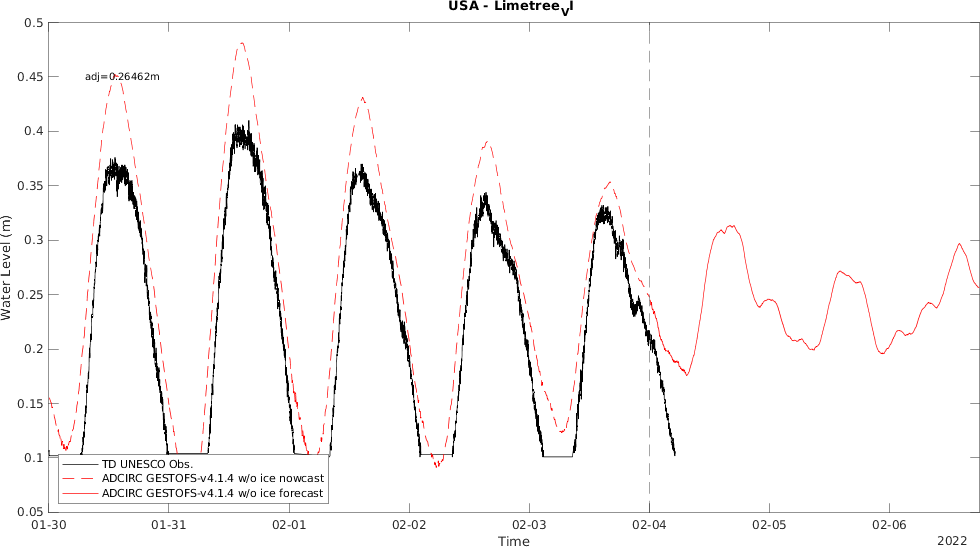 USA - Limetree_VI
0.5
0.45
0.4
0.35
0.3
0.25
0.2
0.15
0.1
0.05
Water Level (m)
adj=0.26462m
TD UNESCO Obs.
ADCIRC GESTOFS-v4.1.4 w/o ice nowcast
ADCIRC GESTOFS-v4.1.4 w/o ice forecast
01-30 01-31 02-01 02-02 02-03 02-04 02-05 02-06
Time
2022